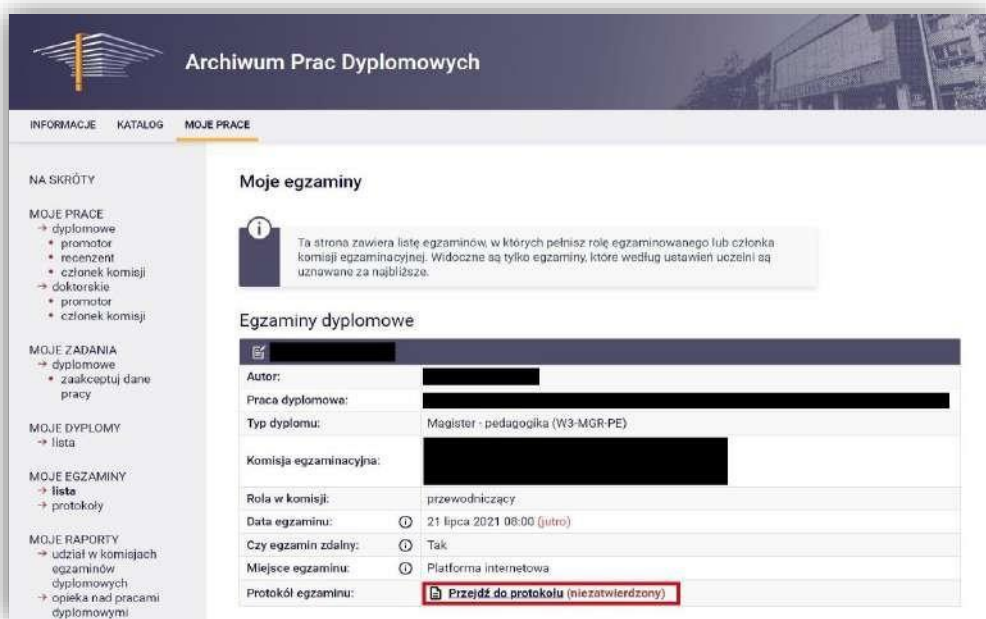 Archiwum Prac Dyplomowych
INFORMACJE KATALOG MOJE PRACE
NA SKRÓTY
MOJE PRACE
→ dyplomowe
• promotor
• recenzent
• członek komisji
→ doktorskie
• promotor
• członek komisji
MOJE ZADANIA
→ dyplomowe
• zaakceptuj dane
pracy
MOJE DYPLOMY
→ lista
MOJE EGZAMINY
→ lista
→ protokoły
MOJE RAPORTY
→ udział w komisjach
egzaminów
dyplomowych
→ opieka nad pracami
dyplomowymi
Moje egzaminy
Ta strona zawiera listę egzaminów, w których pełnisz rolę egzaminowanego lub członka
komisji egzaminacyjnej. Widoczne są tylko egzaminy, które według ustawień uczelni są
uznawane za najbliższe.
Egzaminy dyplomowe
Autor:
Praca dyplomowa:
Typ dyplomu: Magister - pedagogika (W3-MGR-PE)
Komisja egzaminacyjna:
Rola w komisji: przewodniczący
Data egzaminu: 21 lipca 2021 08:00 (jutro)
Czy egzamin zdalny: Tak
Miejsce egzaminu: Platforma internetowa
Protokół egzaminu: Przejdź do protokołu (niezatwierdzony)